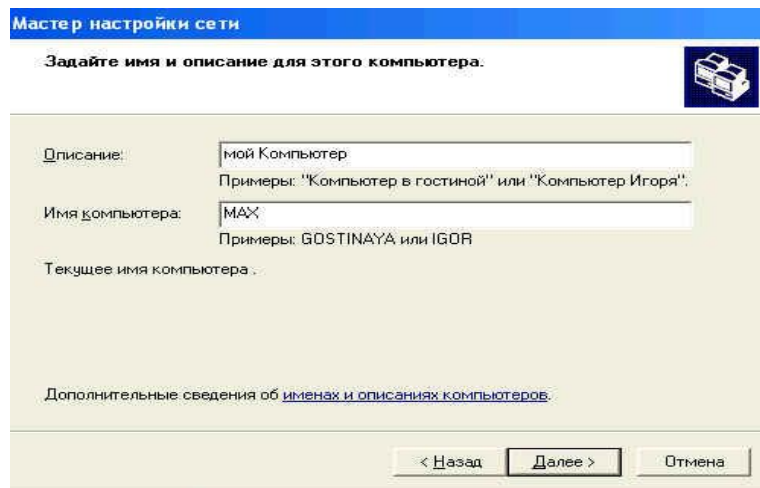 Мастер настройки сети
Задайте имя и описание для этого компьютера.
Описание: мой Компьютер
Примеры: "Компьютер в гостиной" или "Компьютер Игоря".
Имя компьютера: MAX
Примеры: GOSTINAYA или IGOR
Текущее имя компьютера .
Дополнительные сведения об именах и описаниях компьютеров.
< Назад Далее > Отмена